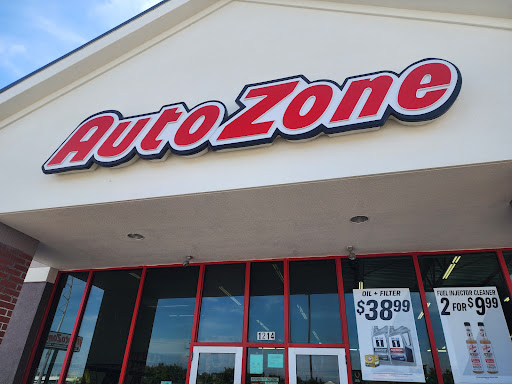 AutoZone
1214
OIL + FILTER
$38.99
FUEL INJECTOR CLEANER
2 FOR $9.99